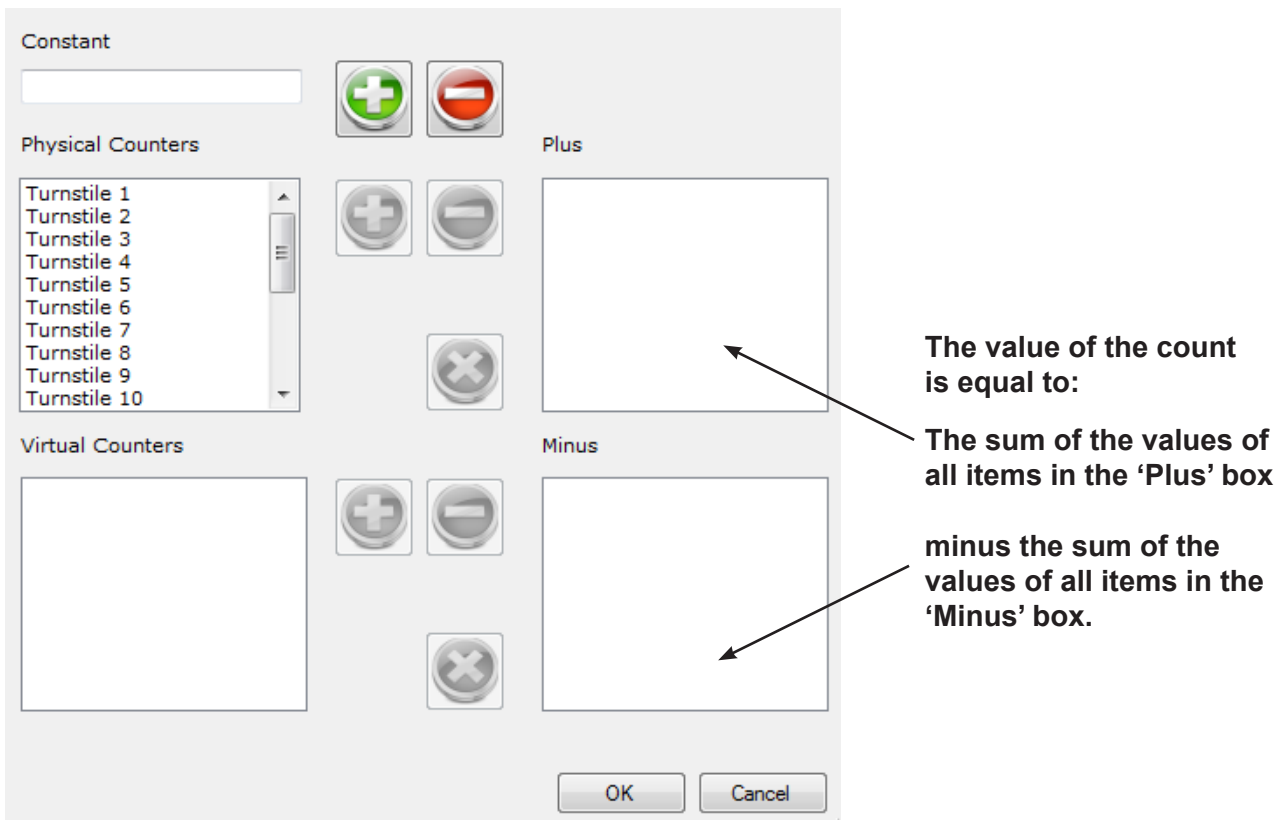 Constant
Physical Counters
Plus
Turnstile 1
Turnstile 2
Turnstile 3
Turnstile 4
Turnstile 5
Turnstile 6
Turnstile 7
Turnstile 8
Turnstile 9
Turnstile 10
The value of the count
is equal to:
The sum of the values of
all items in the ‘Plus’ box
Virtual Counters
Minus
minus the sum of the
values of all items in the
‘Minus’ box.
OK
Cancel